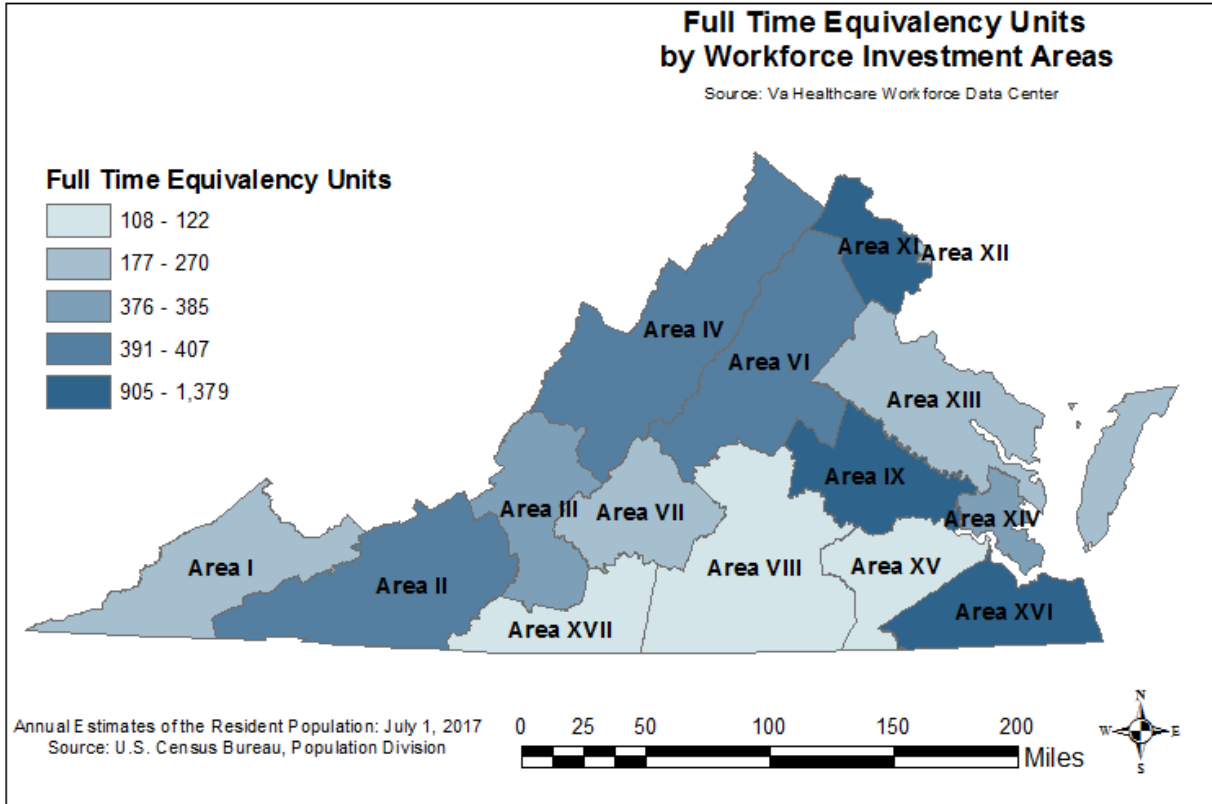 Full Time Equivalency Units
by Workforce Investment Areas
Source: Va Healthcare Workforce Data Center
Full Time Equivalency Units
108 - 122
177 - 270
376 - 385
391 - 407
905 - 1,379
Area XI
Area XII
Area IV
Area VI
Area XIII
Area IX
Area III
Area VII
Area XIV
Area I
Area II
Area VIII
Area XV
Area XVI
Area XVII
Annual Estimates of the Resident Population: July 1, 2017
Source: U.S. Census Bureau, Population Division
0 25 50 100 150 200
Miles
N
W E
S